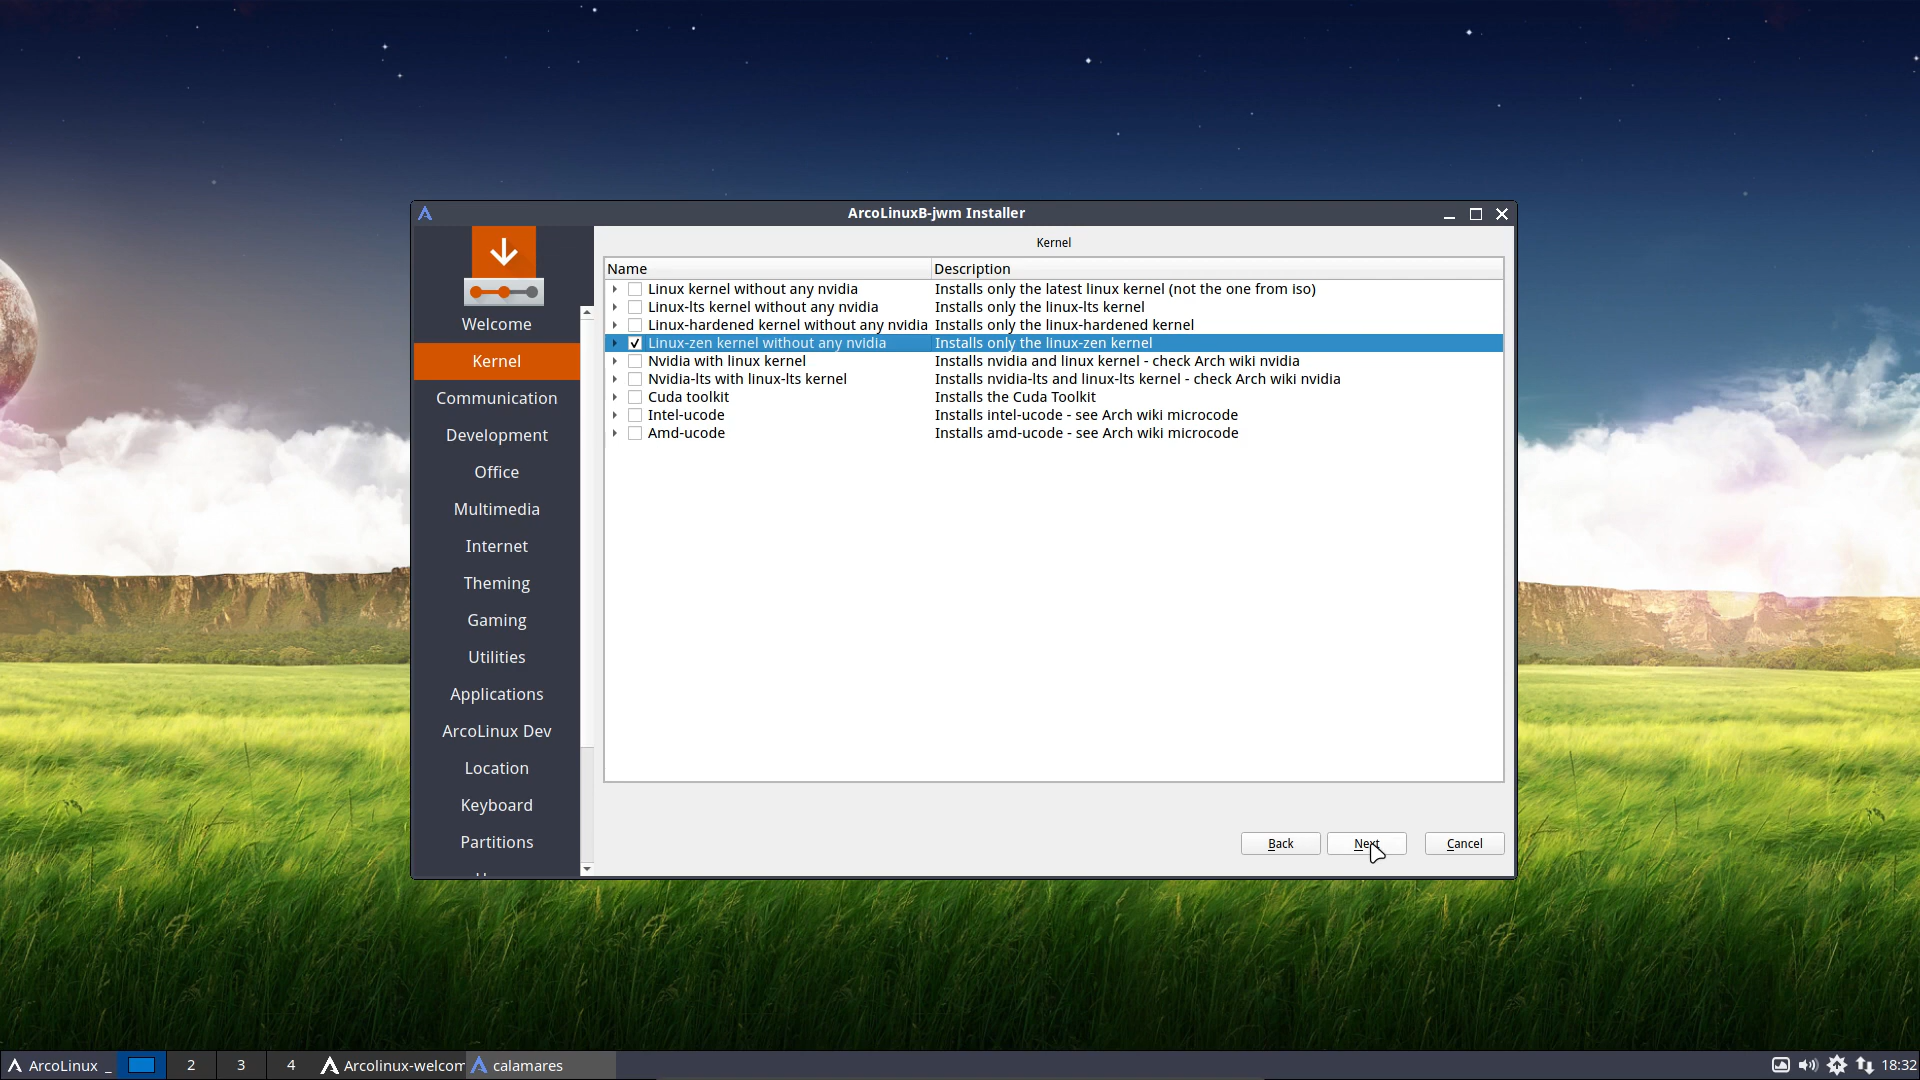 ArcoLinuxB-jwm Installer
Welcome
Kernel
Communication
Development
Office
Multimedia
Internet
Theming
Gaming
Utilities
Applications
ArcoLinux Dev
Location
Keyboard
Partitions
Kernel
Name Description
Linux kernel without any nvidia Installs only the latest linux kernel (not the one from iso)
Linux-lts kernel without any nvidia Installs only the linux-lts kernel
Linux-hardened kernel without any nvidia Installs only the linux-hardened kernel
Linux-zen kernel without any nvidia Installs only the linux-zen kernel
Nvidia with linux kernel Installs nvidia and linux kernel - check Arch wiki nvidia
Nvidia-lts with linux-lts kernel Installs nvidia-lts and linux-lts kernel - check Arch wiki nvidia
Cuda toolkit Installs the Cuda Toolkit
Intel-ucode Installs intel-ucode - see Arch wiki microcode
Amd-ucode Installs amd-ucode - see Arch wiki microcode
Back Next Cancel
ArcoLinux _ 2 3 4 Arcolinux-welcom calamares 18:32